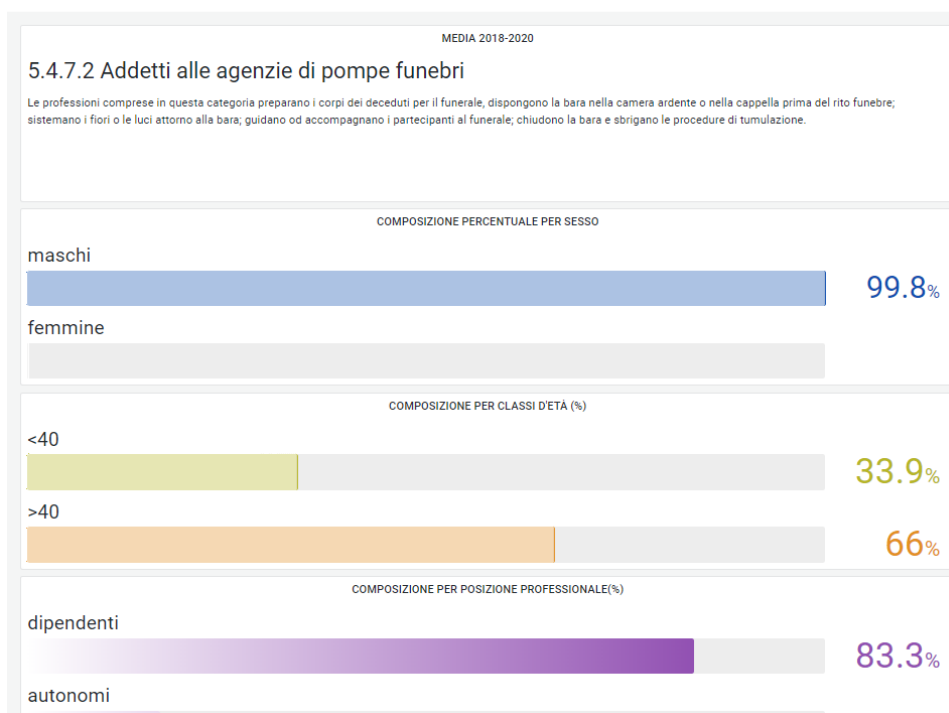 MEDIA 2018-2020
5.4.7.2 Addetti alle agenzie di pompe funebri
Le professioni comprese in questa categoria preparano i corpi dei deceduti per il funerale, dispongono la bara nella camera ardente o nella cappella prima del rito funebre;
sistemano i fiori o le luci attorno alla bara; guidano od accompagnano i partecipanti al funerale; chiudono la bara e sbrigano le procedure di tumulazione.
COMPOSIZIONE PERCENTUALE PER SESSO
maschi
99.8%
femmine
COMPOSIZIONE PER CLASSI D'ETÀ (%)
<40
33.9%
>40
66%
COMPOSIZIONE PER POSIZIONE PROFESSIONALE(%)
dipendenti
83.3%
autonomi